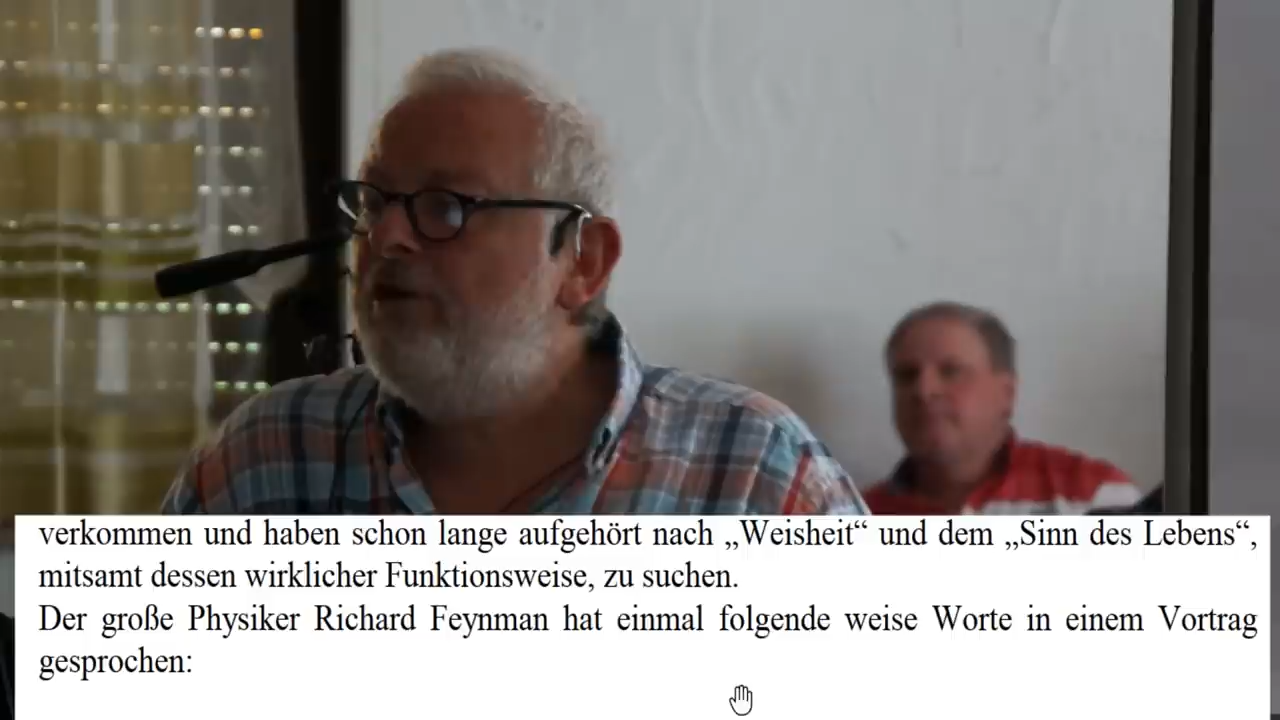 verkommen und haben schon lange aufgehört nach „Weisheit“ und dem „Sinn des Lebens“,
mitsamt dessen wirklicher Funktionsweise, zu suchen.
Der große Physiker Richard Feynman hat einmal folgende weise Worte in einem Vortrag
gesprochen: